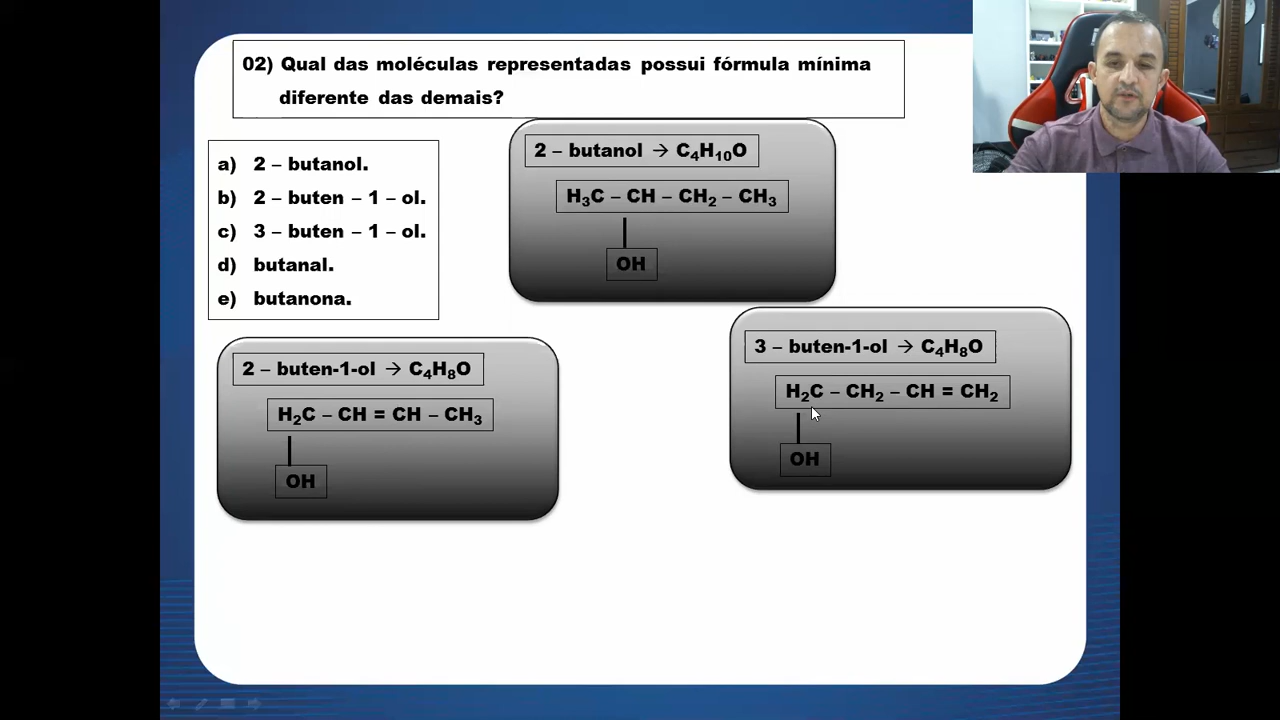 02) Qual das moléculas representadas possui fórmula mínima
diferente das demais?
a) 2 – butanol.
b) 2 – buten – 1 – ol.
c) 3 – buten – 1 – ol.
d) butanal.
e) butanona.
2 – butanol → C₄H₁₀O
H₃C – CH – CH₂ – CH₃
OH
2 – buten-1-ol → C₄H₈O
H₂C – CH = CH – CH₃
OH
3 – buten-1-ol → C₄H₈O
H₂C – CH₂ – CH = CH₂
OH